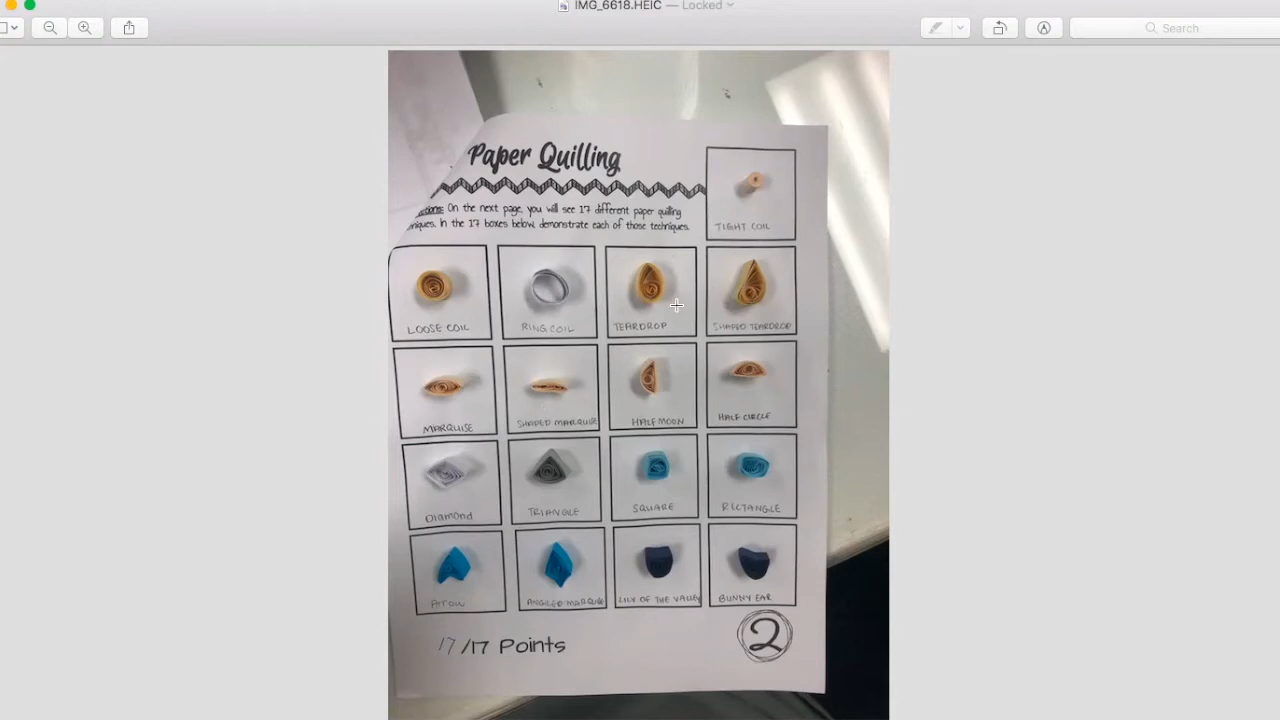 IMG_6618.HEIC — Locked
Search
Paper Quilling
On the next page, you will see 17 different paper quilling
In the 17 boxes below, demonstrate each of those techniques.
TIGHT COIL
LOOSE COIL
RING COIL
TEARDROP
SHAPED TEARDROP
MARQUISE
SHAPED MARQUISE
HALF MOON
HALF CIRCLE
Diamond
TRIANGLE
SQUARE
RECTANGLE
ANGLED MARQUISE
LILY OF THE VALLEY
BUNNY EAR
17/17 Points
2